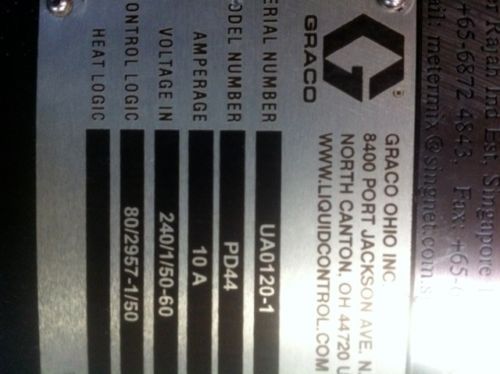 GRACO
GRACO OHIO INC.
8400 PORT JACKSON AVE. N.
NORTH CANTON, OH 44720 U
WWW.LIQUIDCONTROL.COM
ERIAL NUMBER UA0120-1
ODEL NUMBER PD44
AMPERAGE 10 A
VOLTAGE IN 240/1/50-60
ONTROL LOGIC 80/2957-1/50
HEAT LOGIC
r Rajah Ind Est, Singapore
+65-6872 4843, Fax: +65-
ail: metermix@singnet.com.s